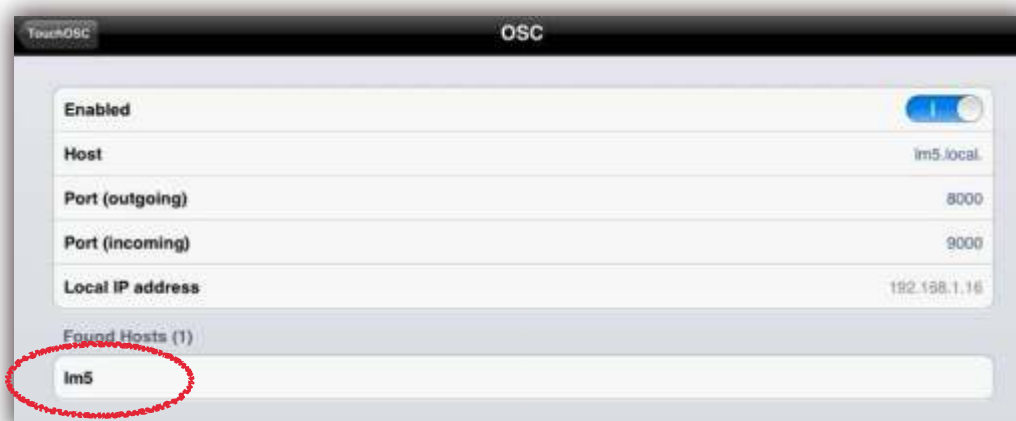 TouchOSC
OSC
Enabled
Host lm5.local.
Port (outgoing) 8000
Port (incoming) 9000
Local IP address 192.168.1.16
Found Hosts (1)
lm5